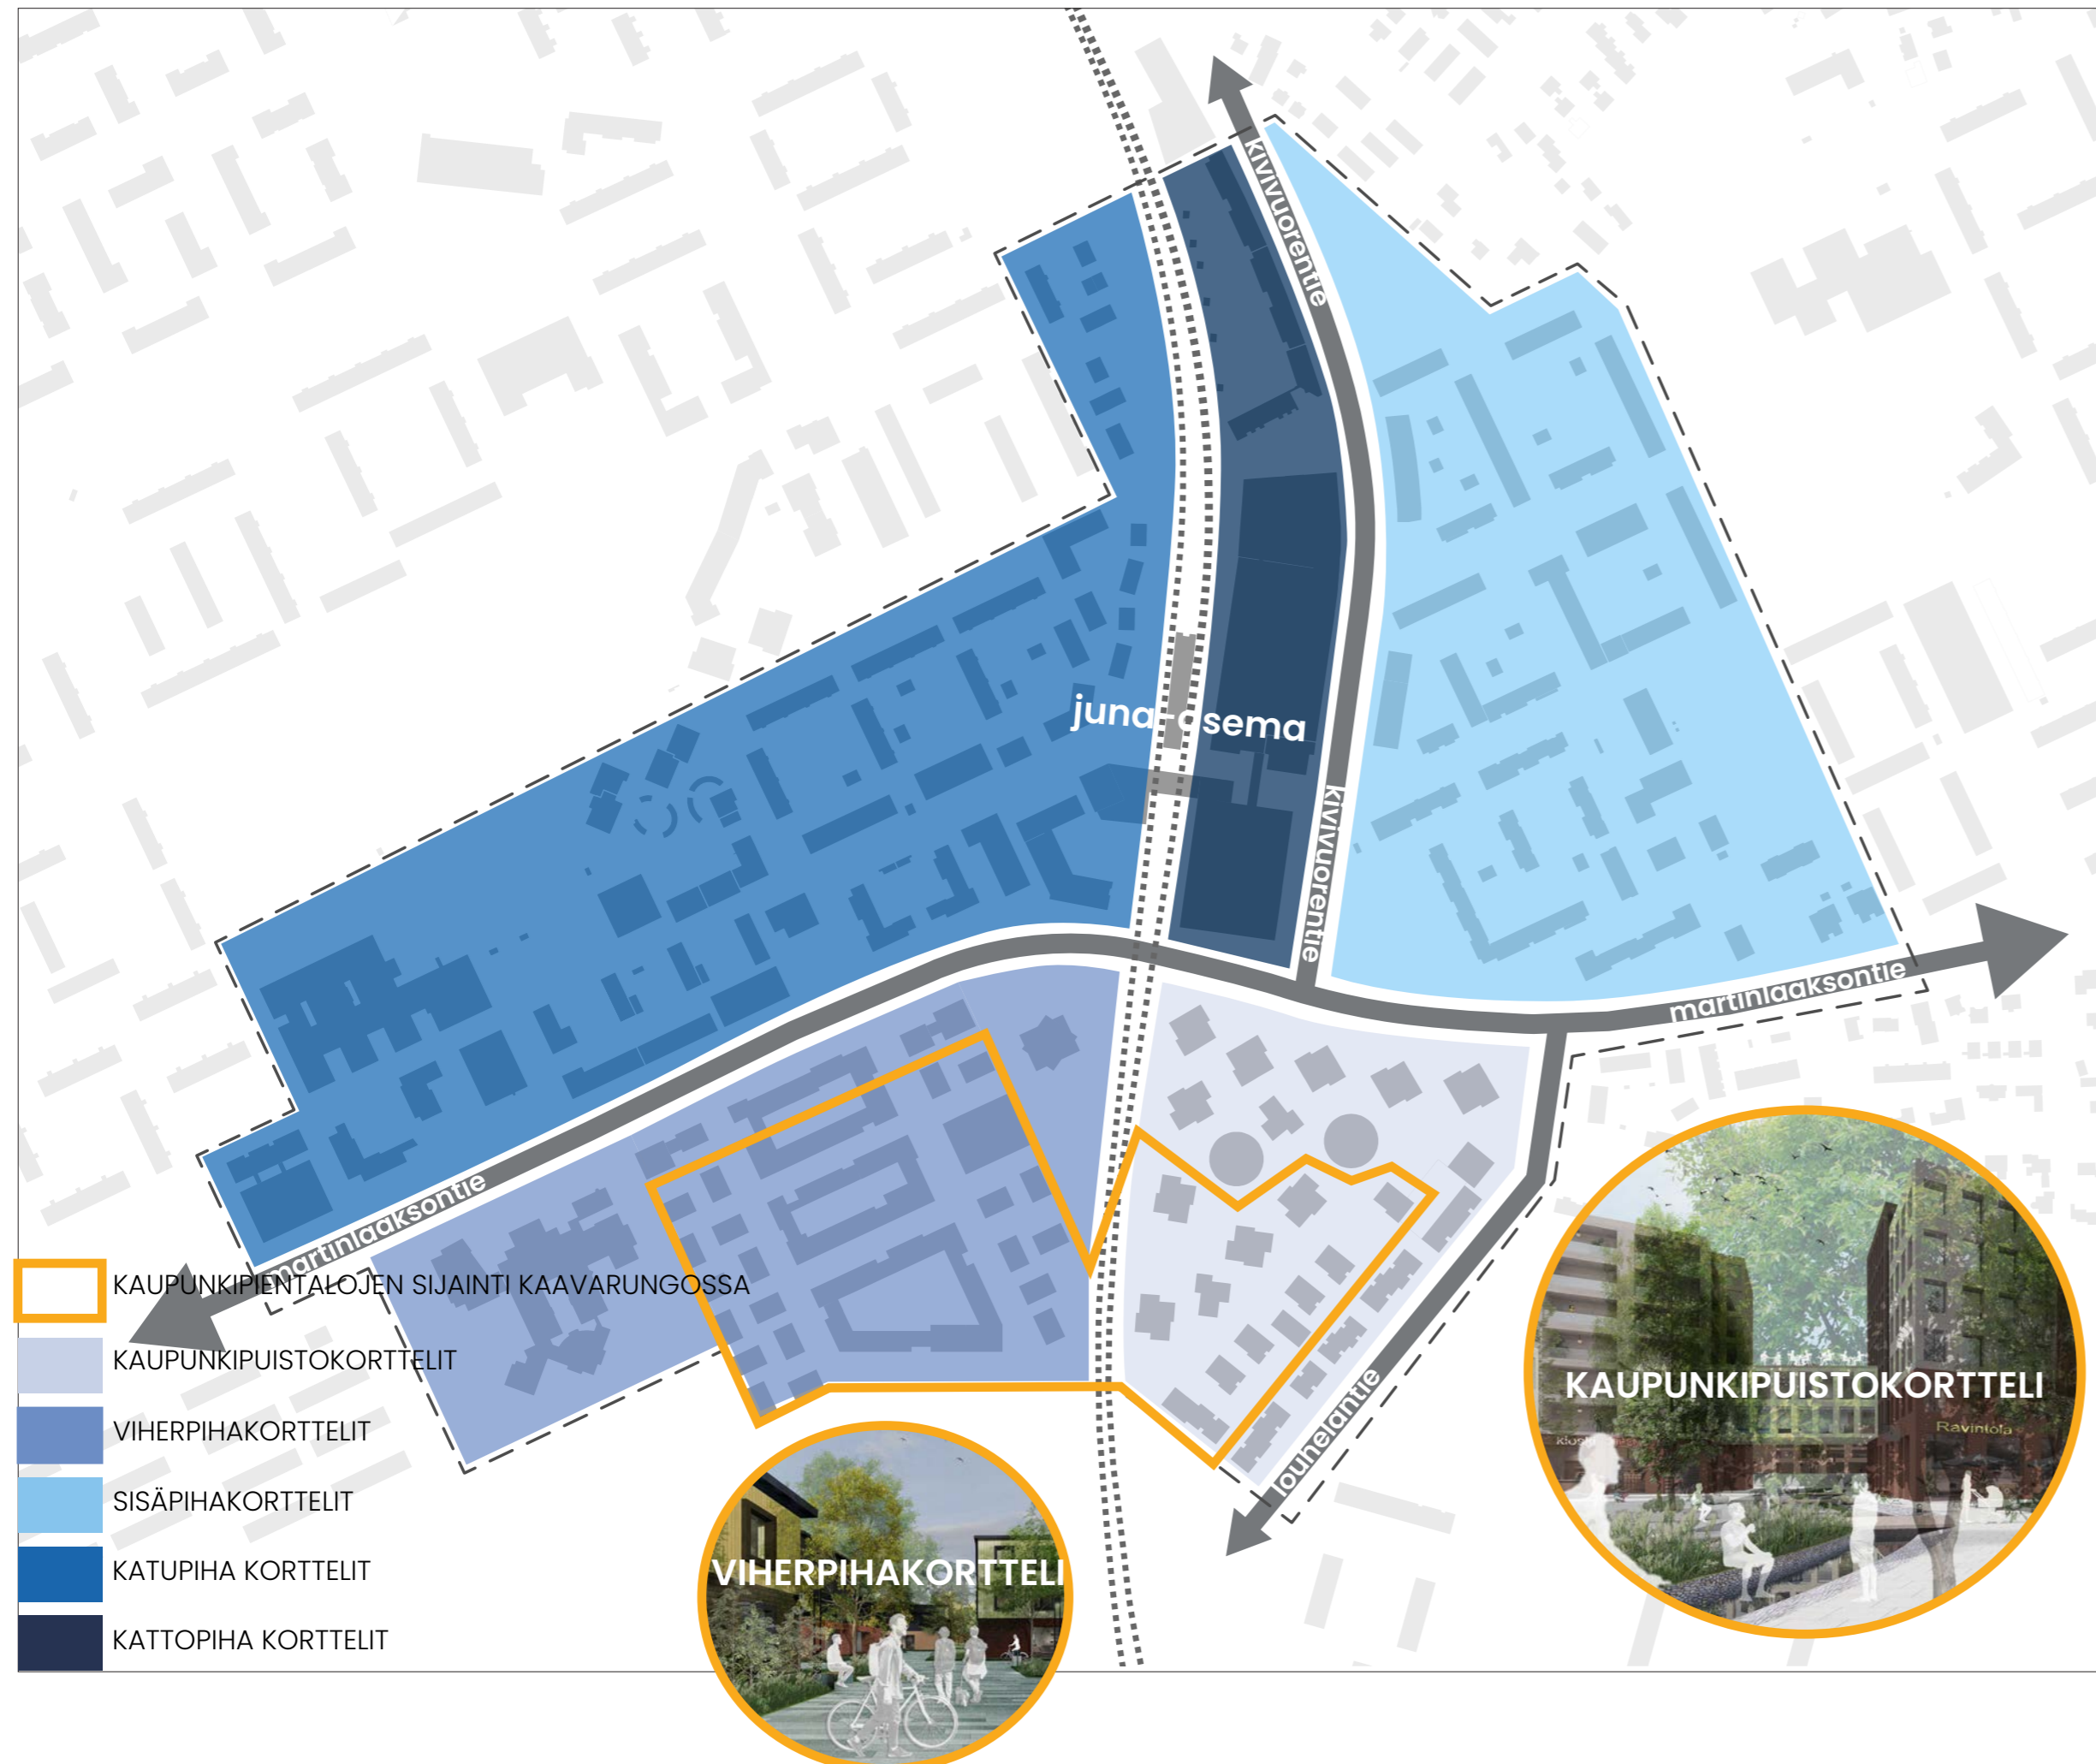 kivivuorentie
juna-asema
kivivuorentie
martinlaaksontie
martinlaaksontie
louhelantie
KAUPUNKIPIENTALOJEN SIJAINTI KAAVARUNGOSSA
KAUPUNKIPUISTOKORTTELIT
VIHERPIHAKORTTELIT
SISÄPIHAKORTTELIT
KATUPIHA KORTTELIT
KATTOPIHA KORTTELIT
KAUPUNKIPUISTOKORTTELI
Ravintola
VIHERPIHAKORTTELI